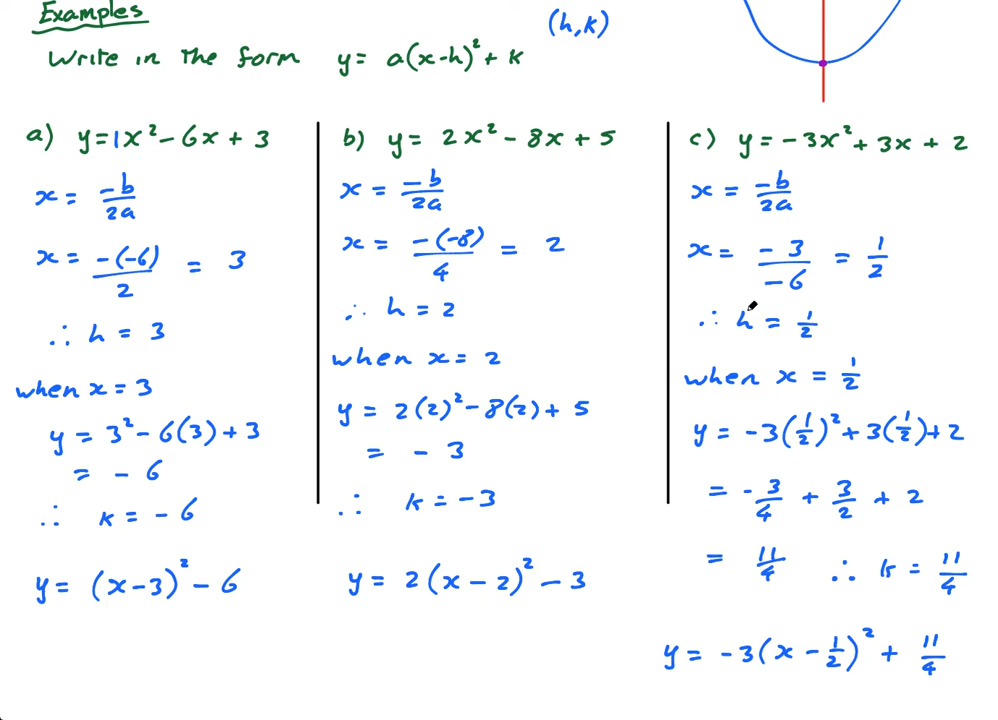 Examples
(h,k)
Write in the form y = a(x-h)² + k
a) y=1x² - 6x + 3
x = -b/2a
x = -(-6)/2 = 3
∴ h = 3
when x = 3
y = 3² - 6(3) + 3
= - 6
∴ k = - 6
y = (x-3)² - 6
b) y = 2x² - 8x + 5
x = -b/2a
x = -(-8)/4 = 2
∴ h = 2
when x = 2
y = 2(2)² - 8(2) + 5
= - 3
∴ k = -3
y = 2(x - 2)² - 3
c) y = -3x² + 3x + 2
x = -b/2a
x = -3/-6 = 1/2
∴ h = 1/2
when x = 1/2
y = -3(1/2)² + 3(1/2) + 2
= -3/4 + 3/2 + 2
= 11/4 ∴ k = 11/4
y = -3(x - 1/2)² + 11/4